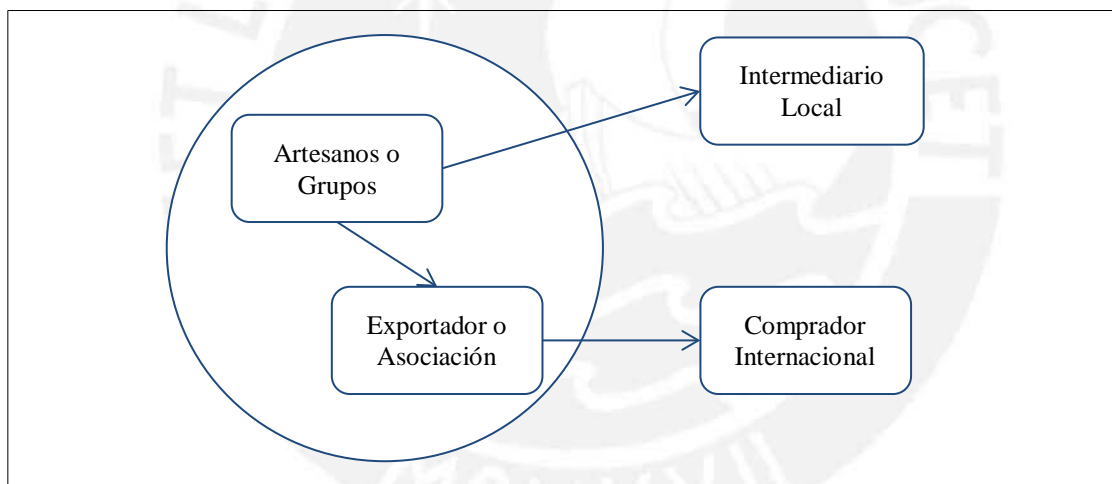 Intermediario
Local
Artesanos o
Grupos
Exportador o
Asociación
Comprador
Internacional